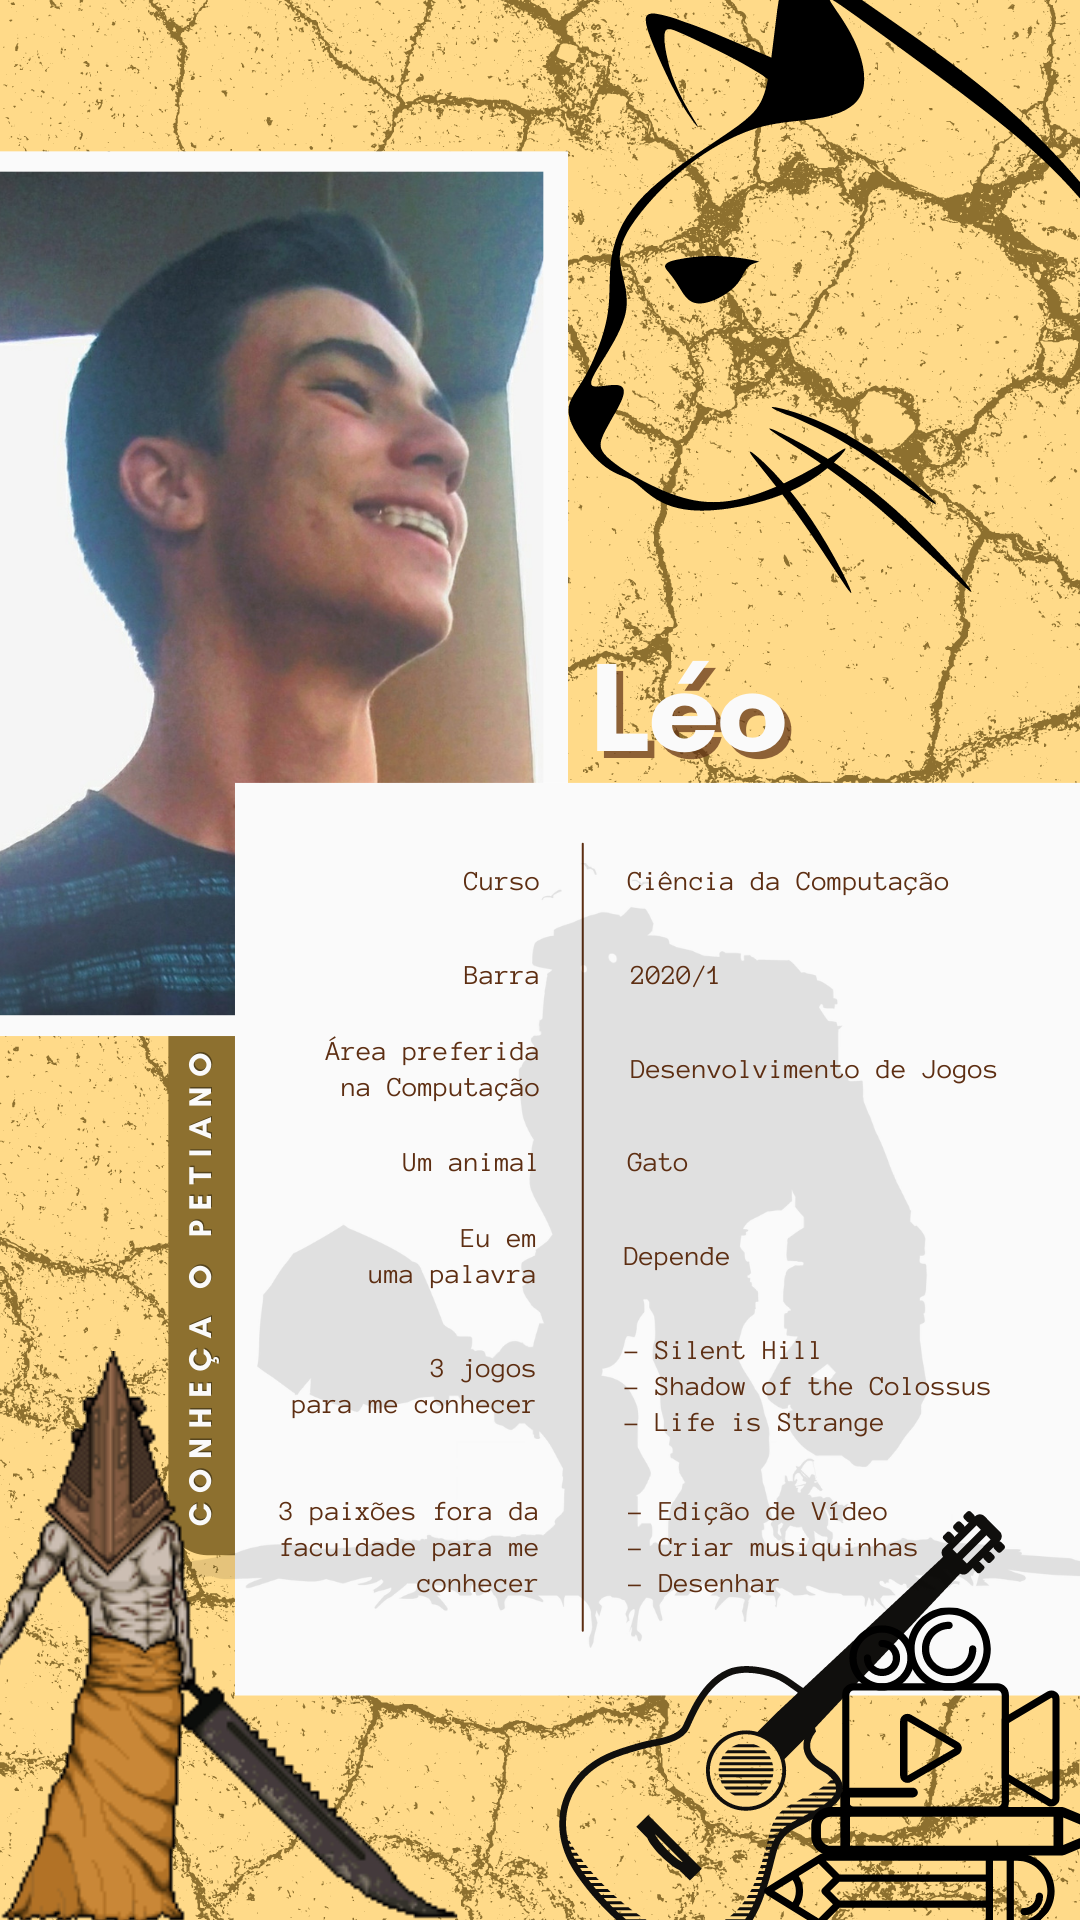 Léo
Curso
Ciência da Computação
Barra
2020/1
Área preferida
na Computação
Desenvolvimento de Jogos
Um animal
Gato
Eu em
uma palavra
Depende
3 jogos
para me conhecer
- Silent Hill
- Shadow of the Colossus
- Life is Strange
3 paixões fora da
faculdade para me
conhecer
- Edição de Vídeo
- Criar musiquinhas
- Desenhar
CONHEÇA O PETIANO